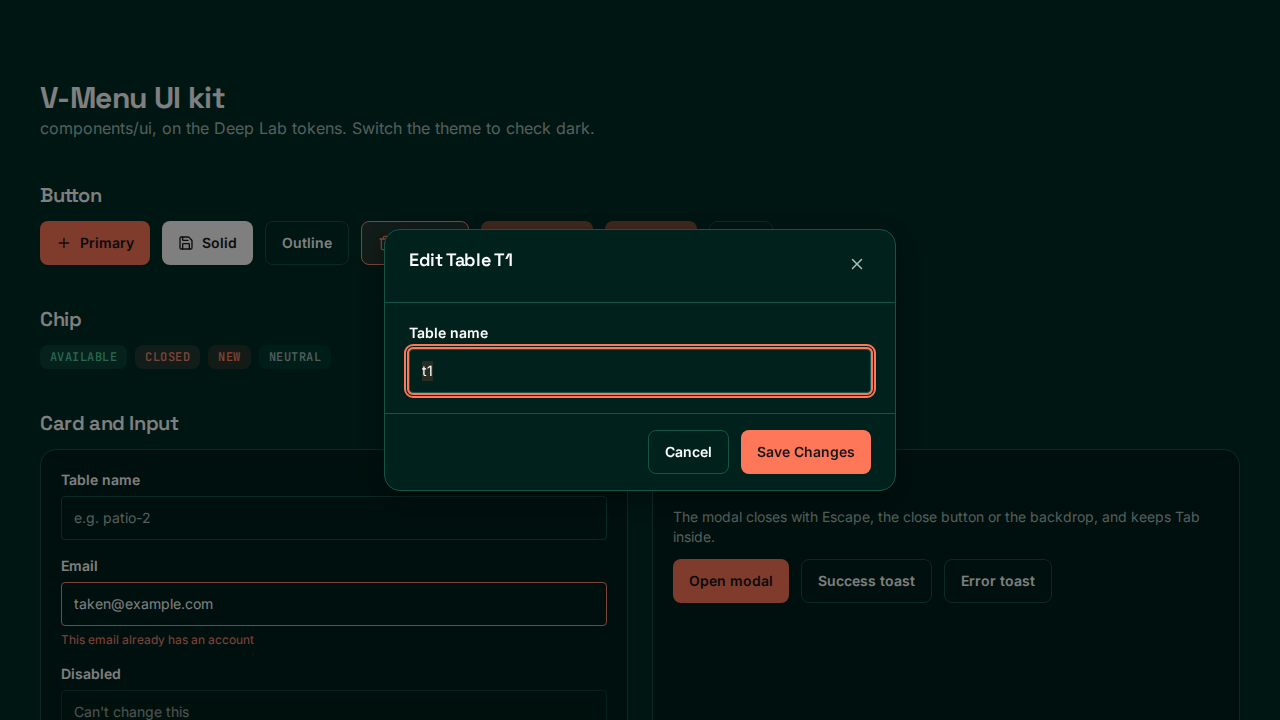 V-Menu UI kit
components/ui, on the Deep Lab tokens. Switch the theme to check dark.
Button
Primary
Solid
Outline
Chip
AVAILABLE
CLOSED
NEW
NEUTRAL
Card and Input
Table name
e.g. patio-2
Email
taken@example.com
This email already has an account
Disabled
Can't change this
Edit Table T1
Table name
t1
Cancel
Save Changes
The modal closes with Escape, the close button or the backdrop, and keeps Tab
inside.
Open modal
Success toast
Error toast